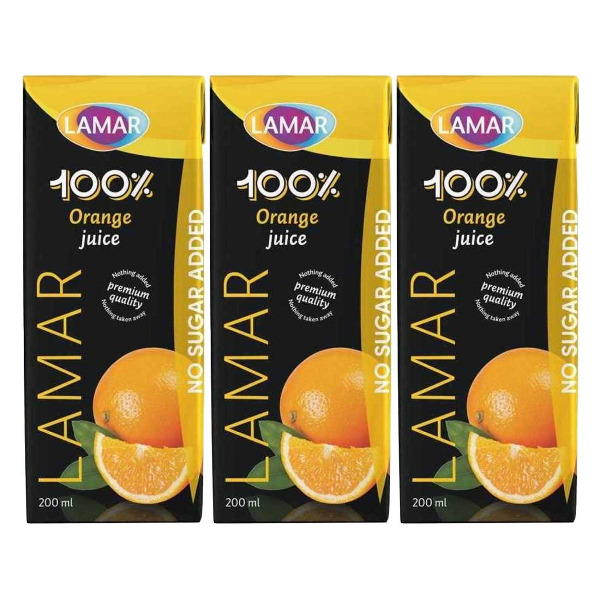 LAMAR
100%
Orange
juice
Nothing added
premium
quality
Nothing taken away
LAMAR
NO SUGAR ADDED
200 ml
LAMAR
100%
Orange
juice
Nothing added
premium
quality
Nothing taken away
LAMAR
NO SUGAR ADDED
200 ml
LAMAR
100%
Orange
juice
Nothing added
premium
quality
Nothing taken away
LAMAR
NO SUGAR ADDED
200 ml